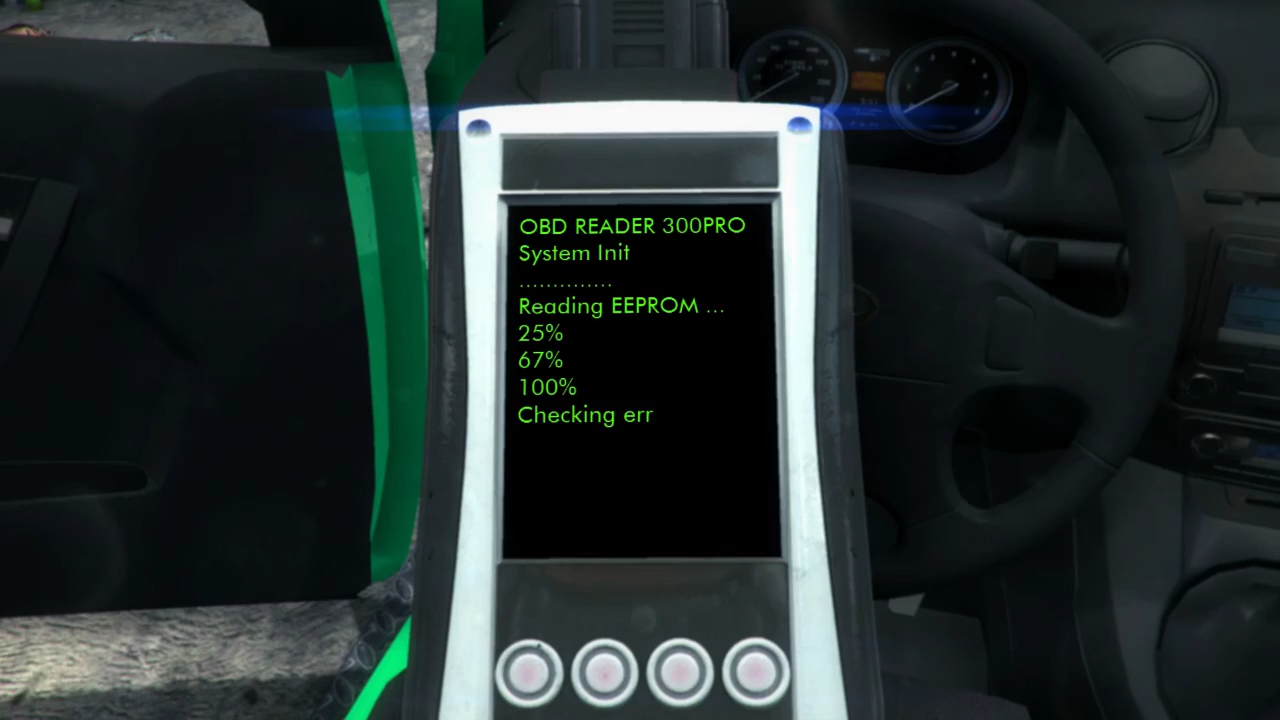 OBD READER 300PRO
System Init
..............
Reading EEPROM ...
25%
67%
100%
Checking err